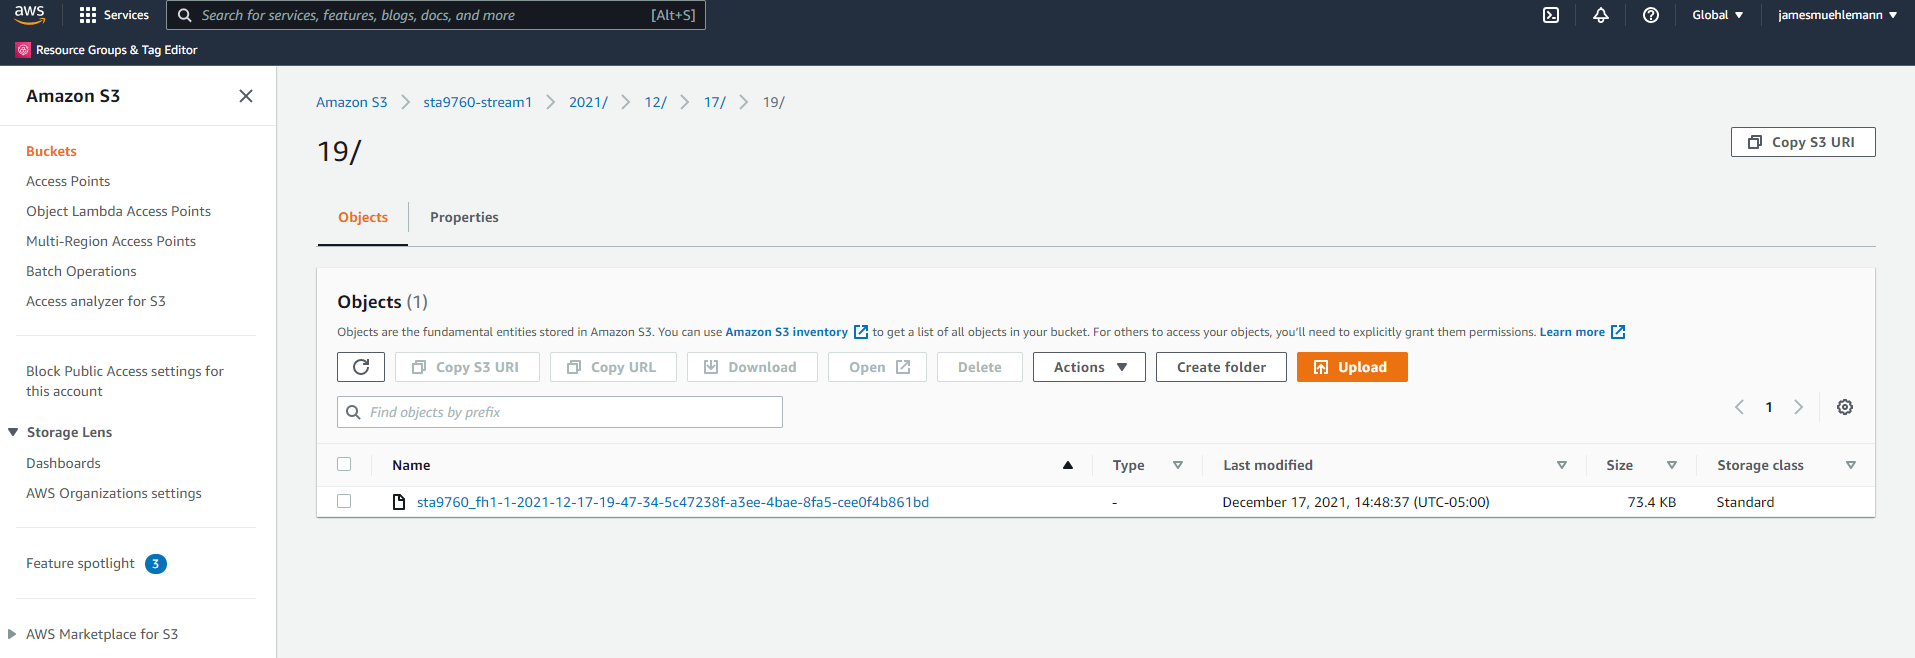 aws
Services
Search for services, features, blogs, docs, and more
[Alt+S]
Global
jamesmuehlemann
Resource Groups & Tag Editor
Amazon S3
Buckets
Access Points
Object Lambda Access Points
Multi-Region Access Points
Batch Operations
Access analyzer for S3
Block Public Access settings for
this account
Storage Lens
Dashboards
AWS Organizations settings
Feature spotlight 3
AWS Marketplace for S3
Amazon S3 sta9760-stream1 2021/ 12/ 17/ 19/
19/
Copy S3 URI
Objects Properties
Objects (1)
Objects are the fundamental entities stored in Amazon S3. You can use Amazon S3 inventory to get a list of all objects in your bucket. For others to access your objects, you'll need to explicitly grant them permissions. Learn more
Copy S3 URI Copy URL Download Open Delete Actions Create folder Upload
Find objects by prefix
1
Name Type Last modified Size Storage class
sta9760_fh1-1-2021-12-17-19-47-34-5c47238f-a3ee-4bae-8fa5-cee0f4b861bd - December 17, 2021, 14:48:37 (UTC-05:00) 73.4 KB Standard